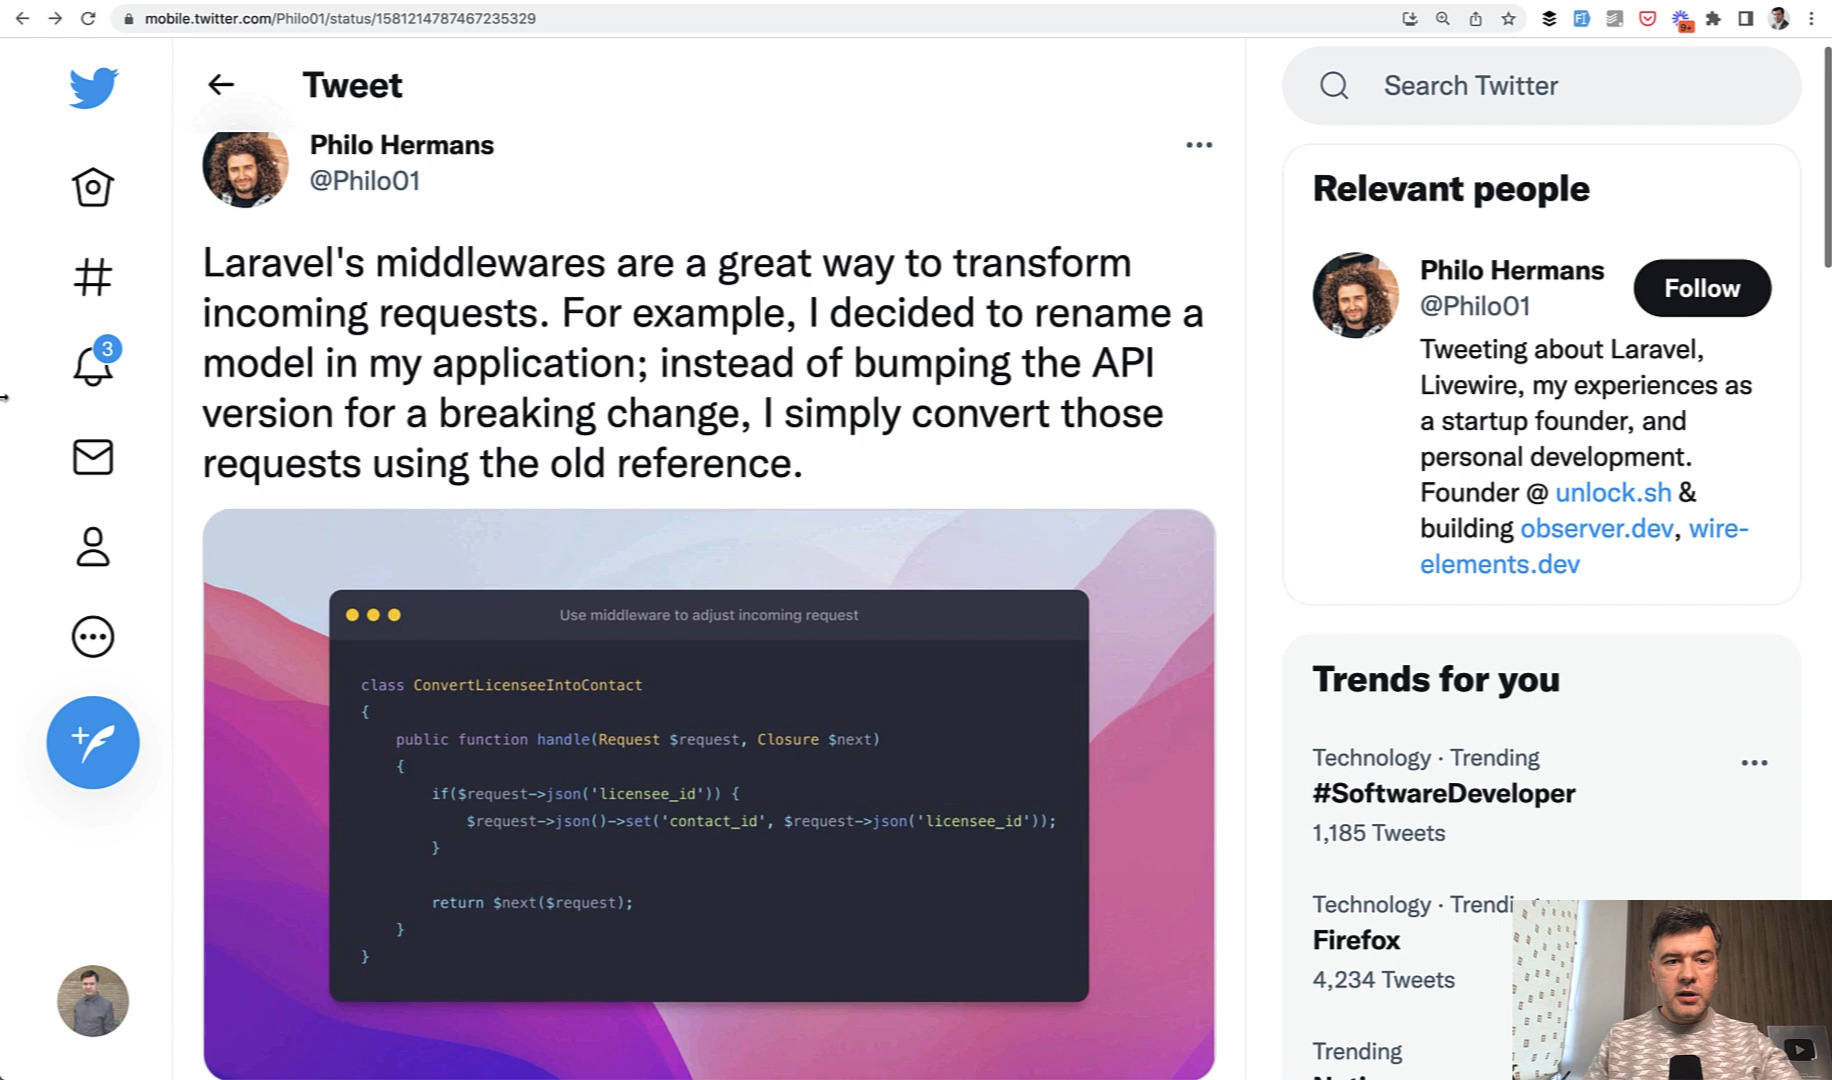 mobile.twitter.com/Philo01/status/1581214787467235329
9+
Tweet
Philo Hermans
@Philo01
Laravel's middlewares are a great way to transform
incoming requests. For example, I decided to rename a
model in my application; instead of bumping the API
version for a breaking change, I simply convert those
requests using the old reference.
Use middleware to adjust incoming request
class ConvertLicenseeIntoContact
{
public function handle(Request $request, Closure $next)
{
if($request->json('licensee_id')) {
$request->json()->set('contact_id', $request->json('licensee_id'));
}
return $next($request);
}
}
3
Search Twitter
Relevant people
Philo Hermans
@Philo01
Follow
Tweeting about Laravel,
Livewire, my experiences as
a startup founder, and
personal development.
Founder @ unlock.sh &
building observer.dev, wire-
elements.dev
Trends for you
Technology · Trending
#SoftwareDeveloper
1,185 Tweets
Technology · Trendi
Firefox
4,234 Tweets
Trending